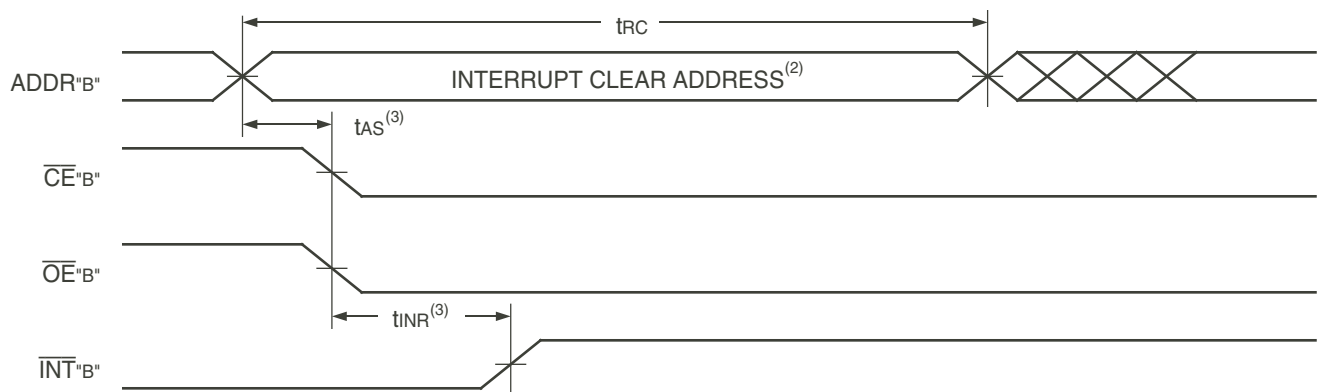 tRC
ADDR"B"
INTERRUPT CLEAR ADDRESS(2)
tAS(3)
CE"B"
OE"B"
tINR(3)
INT"B"